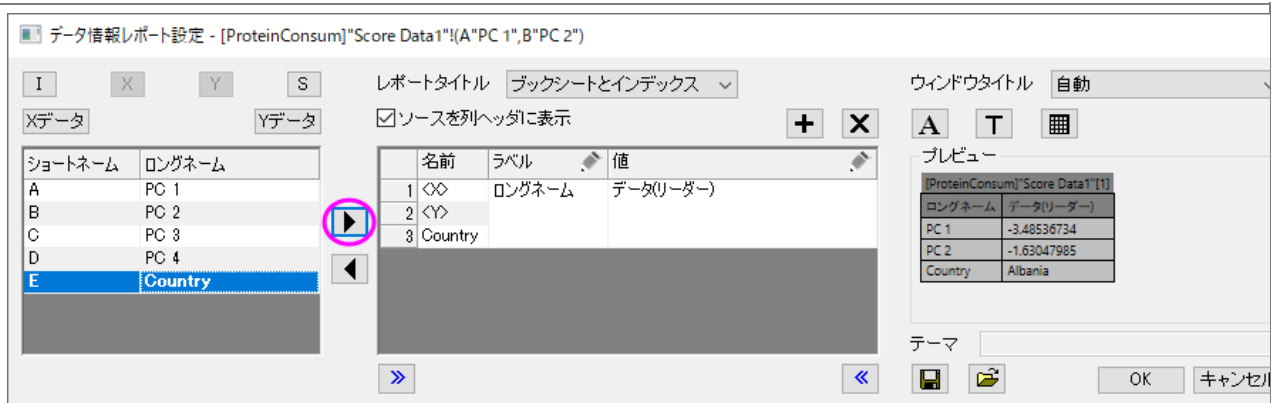 データ情報レポート設定 - [ProteinConsum]"Score Data1"!(A"PC 1",B"PC 2")
I X Y S レポートタイトル ブックシートとインデックス ウィンドウタイトル 自動
Xデータ Yデータ ソースを列ヘッダに表示 A T
ショートネーム ロングネーム
A PC 1
B PC 2
C PC 3
D PC 4
E Country
名前 ラベル 値
1 <X> ロングネーム データ(リーダー)
2 <Y>
3 Country
プレビュー
[ProteinConsum]"Score Data1"[1]
ロングネーム データ(リーダー)
PC 1 -3.48536734
PC 2 -1.63047985
Country Albania
テーマ
OK キャンセル